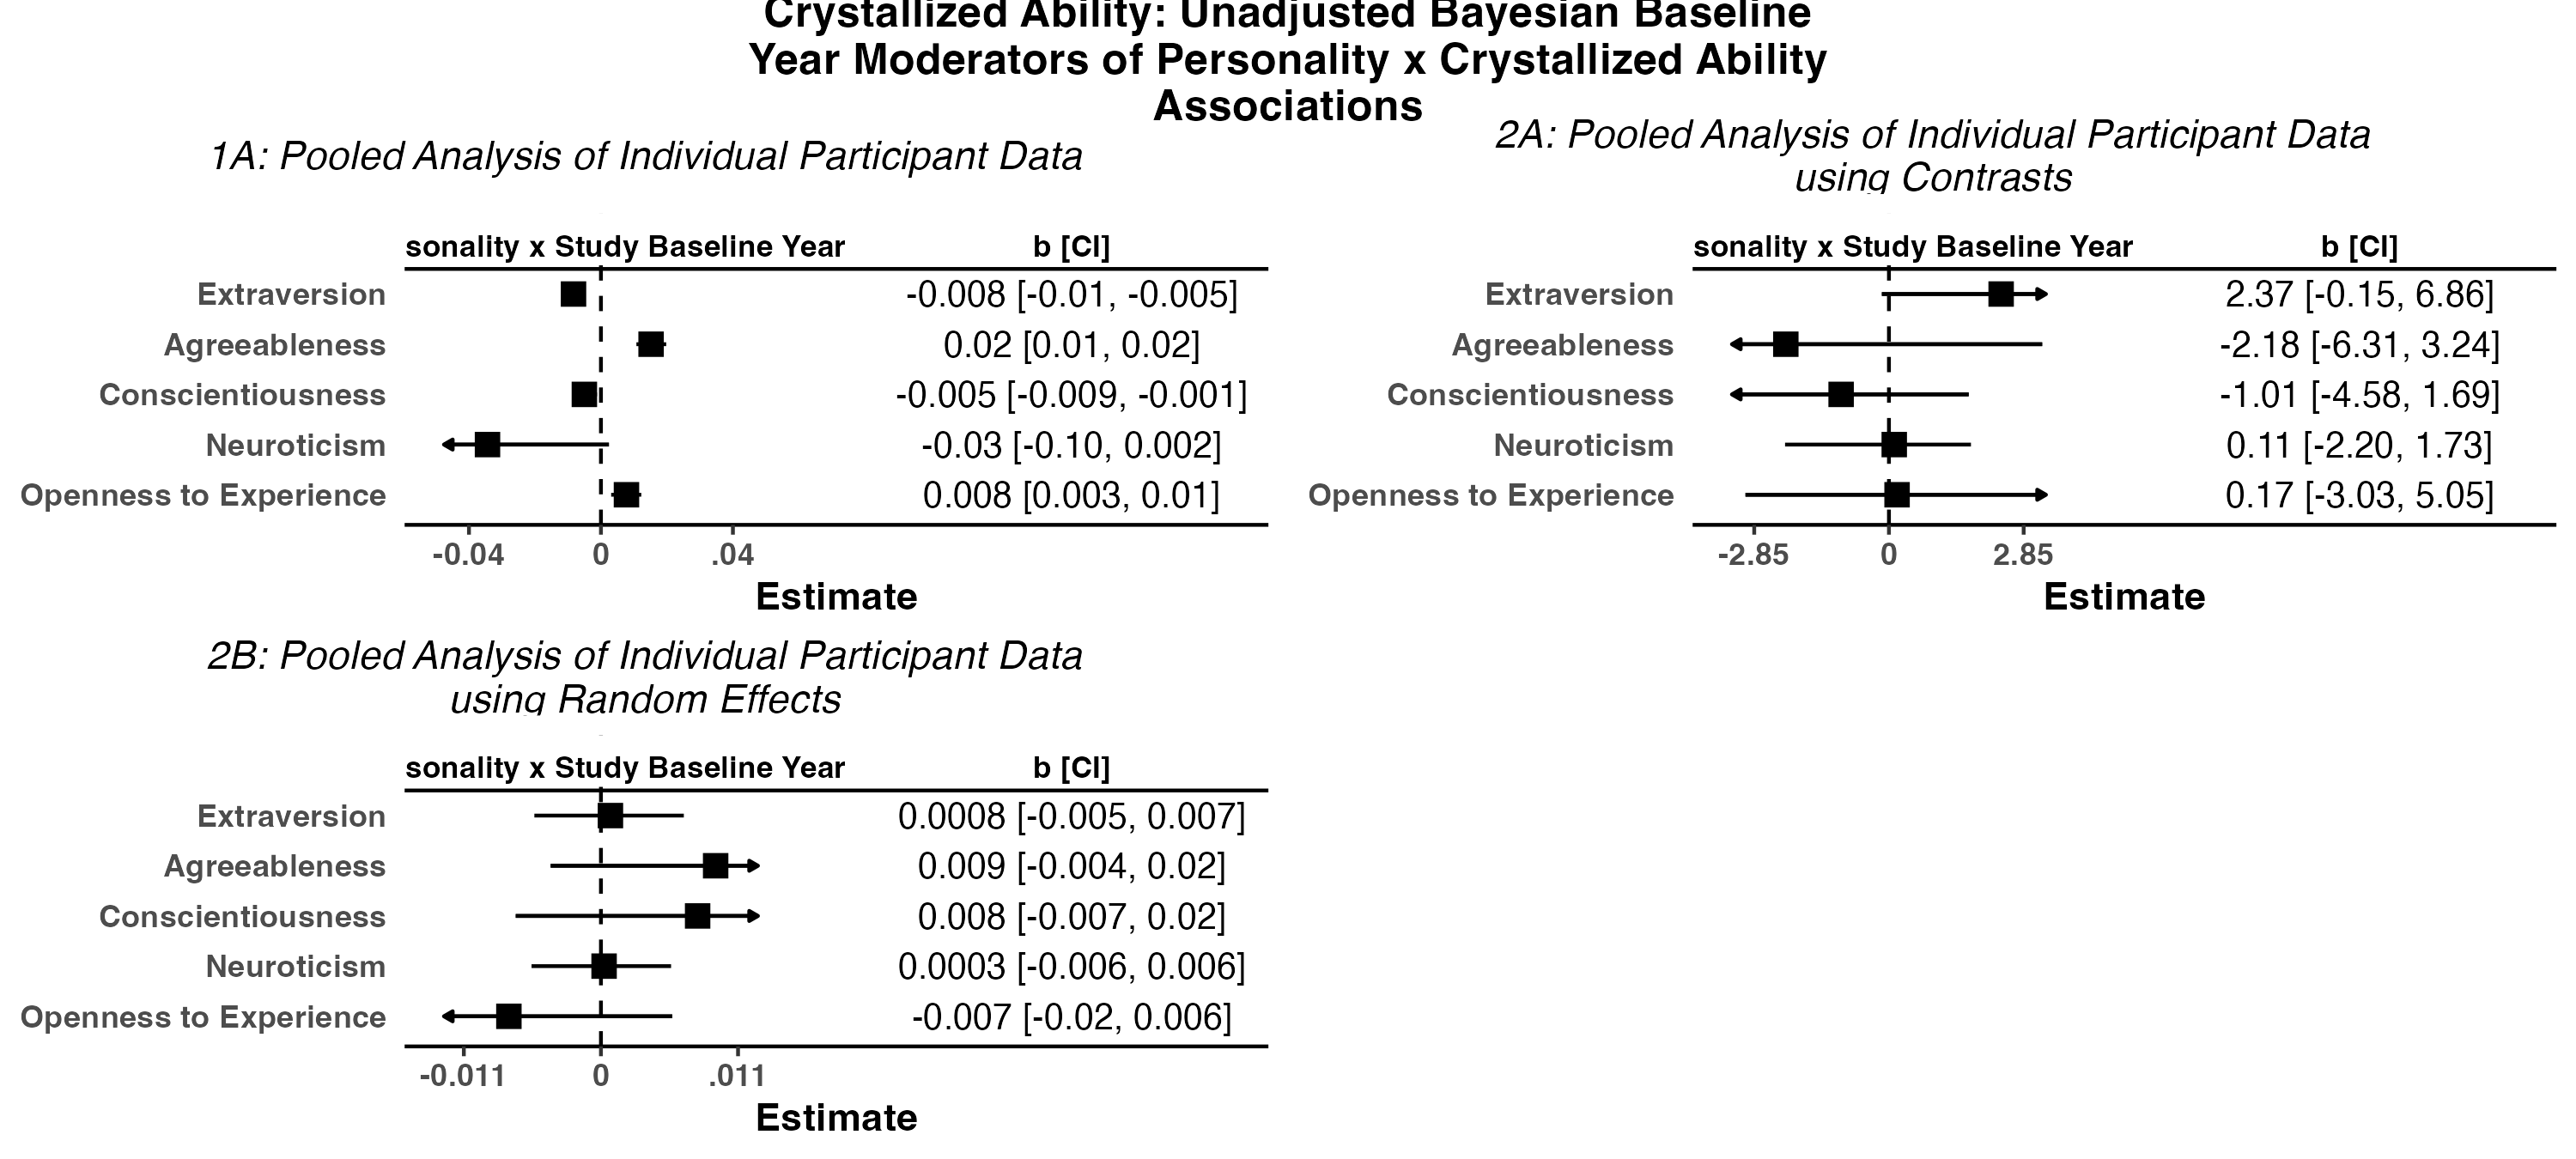 Crystallized Ability: Unadjusted Bayesian Baseline
Year Moderators of Personality x Crystallized Ability
Associations
1A: Pooled Analysis of Individual Participant Data
sonality x Study Baseline Year b [CI]
Extraversion -0.008 [-0.01, -0.005]
Agreeableness 0.02 [0.01, 0.02]
Conscientiousness -0.005 [-0.009, -0.001]
Neuroticism -0.03 [-0.10, 0.002]
Openness to Experience 0.008 [0.003, 0.01]
-0.04 0 .04
Estimate
2A: Pooled Analysis of Individual Participant Data
using Contrasts
sonality x Study Baseline Year b [CI]
Extraversion 2.37 [-0.15, 6.86]
Agreeableness -2.18 [-6.31, 3.24]
Conscientiousness -1.01 [-4.58, 1.69]
Neuroticism 0.11 [-2.20, 1.73]
Openness to Experience 0.17 [-3.03, 5.05]
-2.85 0 2.85
Estimate
2B: Pooled Analysis of Individual Participant Data
using Random Effects
sonality x Study Baseline Year b [CI]
Extraversion 0.0008 [-0.005, 0.007]
Agreeableness 0.009 [-0.004, 0.02]
Conscientiousness 0.008 [-0.007, 0.02]
Neuroticism 0.0003 [-0.006, 0.006]
Openness to Experience -0.007 [-0.02, 0.006]
-0.011 0 .011
Estimate